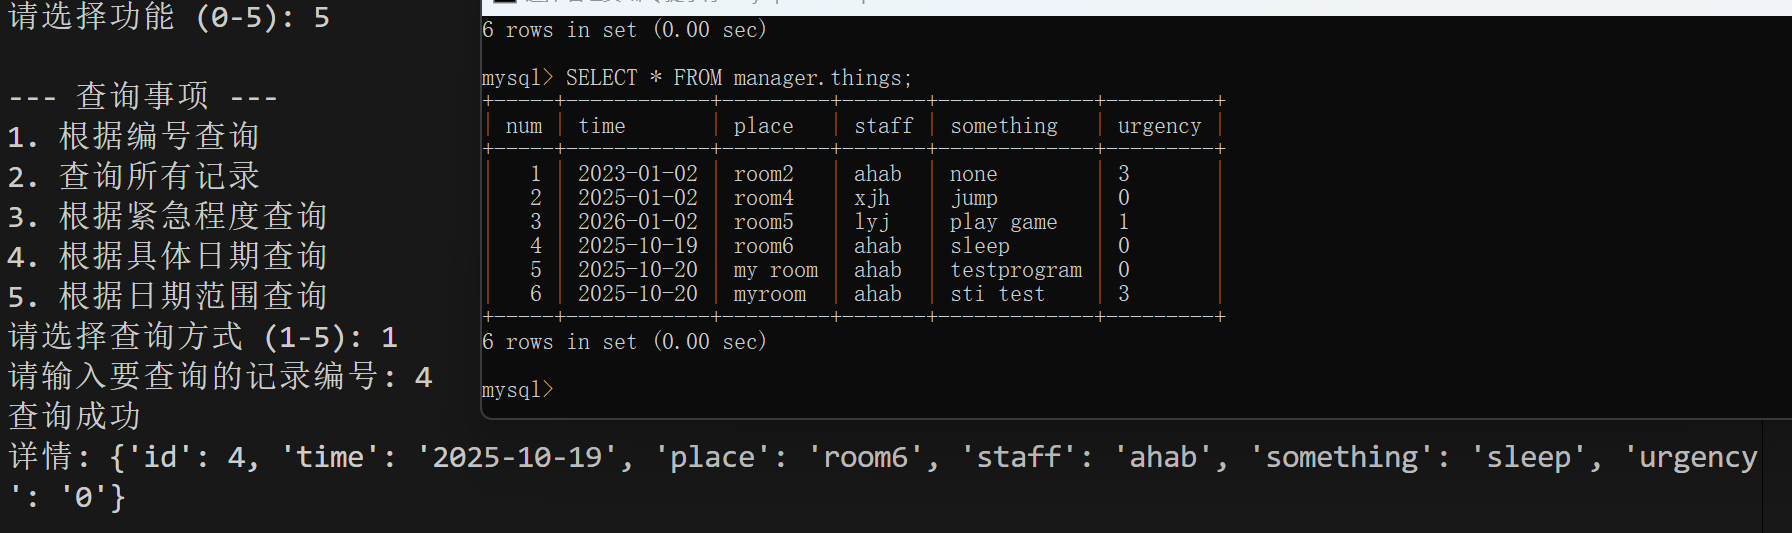 请选择功能 (0-5): 5
--- 查询事项 ---
1. 根据编号查询
2. 查询所有记录
3. 根据紧急程度查询
4. 根据具体日期查询
5. 根据日期范围查询
请选择查询方式 (1-5): 1
请输入要查询的记录编号: 4
查询成功
详情: {'id': 4, 'time': '2025-10-19', 'place': 'room6', 'staff': 'ahab', 'something': 'sleep', 'urgency
': '0'}
6 rows in set (0.00 sec)
mysql> SELECT * FROM manager.things;
+-----+------------+---------+-------+-------------+---------+
| num | time       | place   | staff | something   | urgency |
+-----+------------+---------+-------+-------------+---------+
|   1 | 2023-01-02 | room2   | ahab  | none        | 3       |
|   2 | 2025-01-02 | room4   | xjh   | jump        | 0       |
|   3 | 2026-01-02 | room5   | lyj   | play game   | 1       |
|   4 | 2025-10-19 | room6   | ahab  | sleep       | 0       |
|   5 | 2025-10-20 | my room | ahab  | testprogram | 0       |
|   6 | 2025-10-20 | myroom  | ahab  | sti test    | 3       |
+-----+------------+---------+-------+-------------+---------+
6 rows in set (0.00 sec)
mysql>